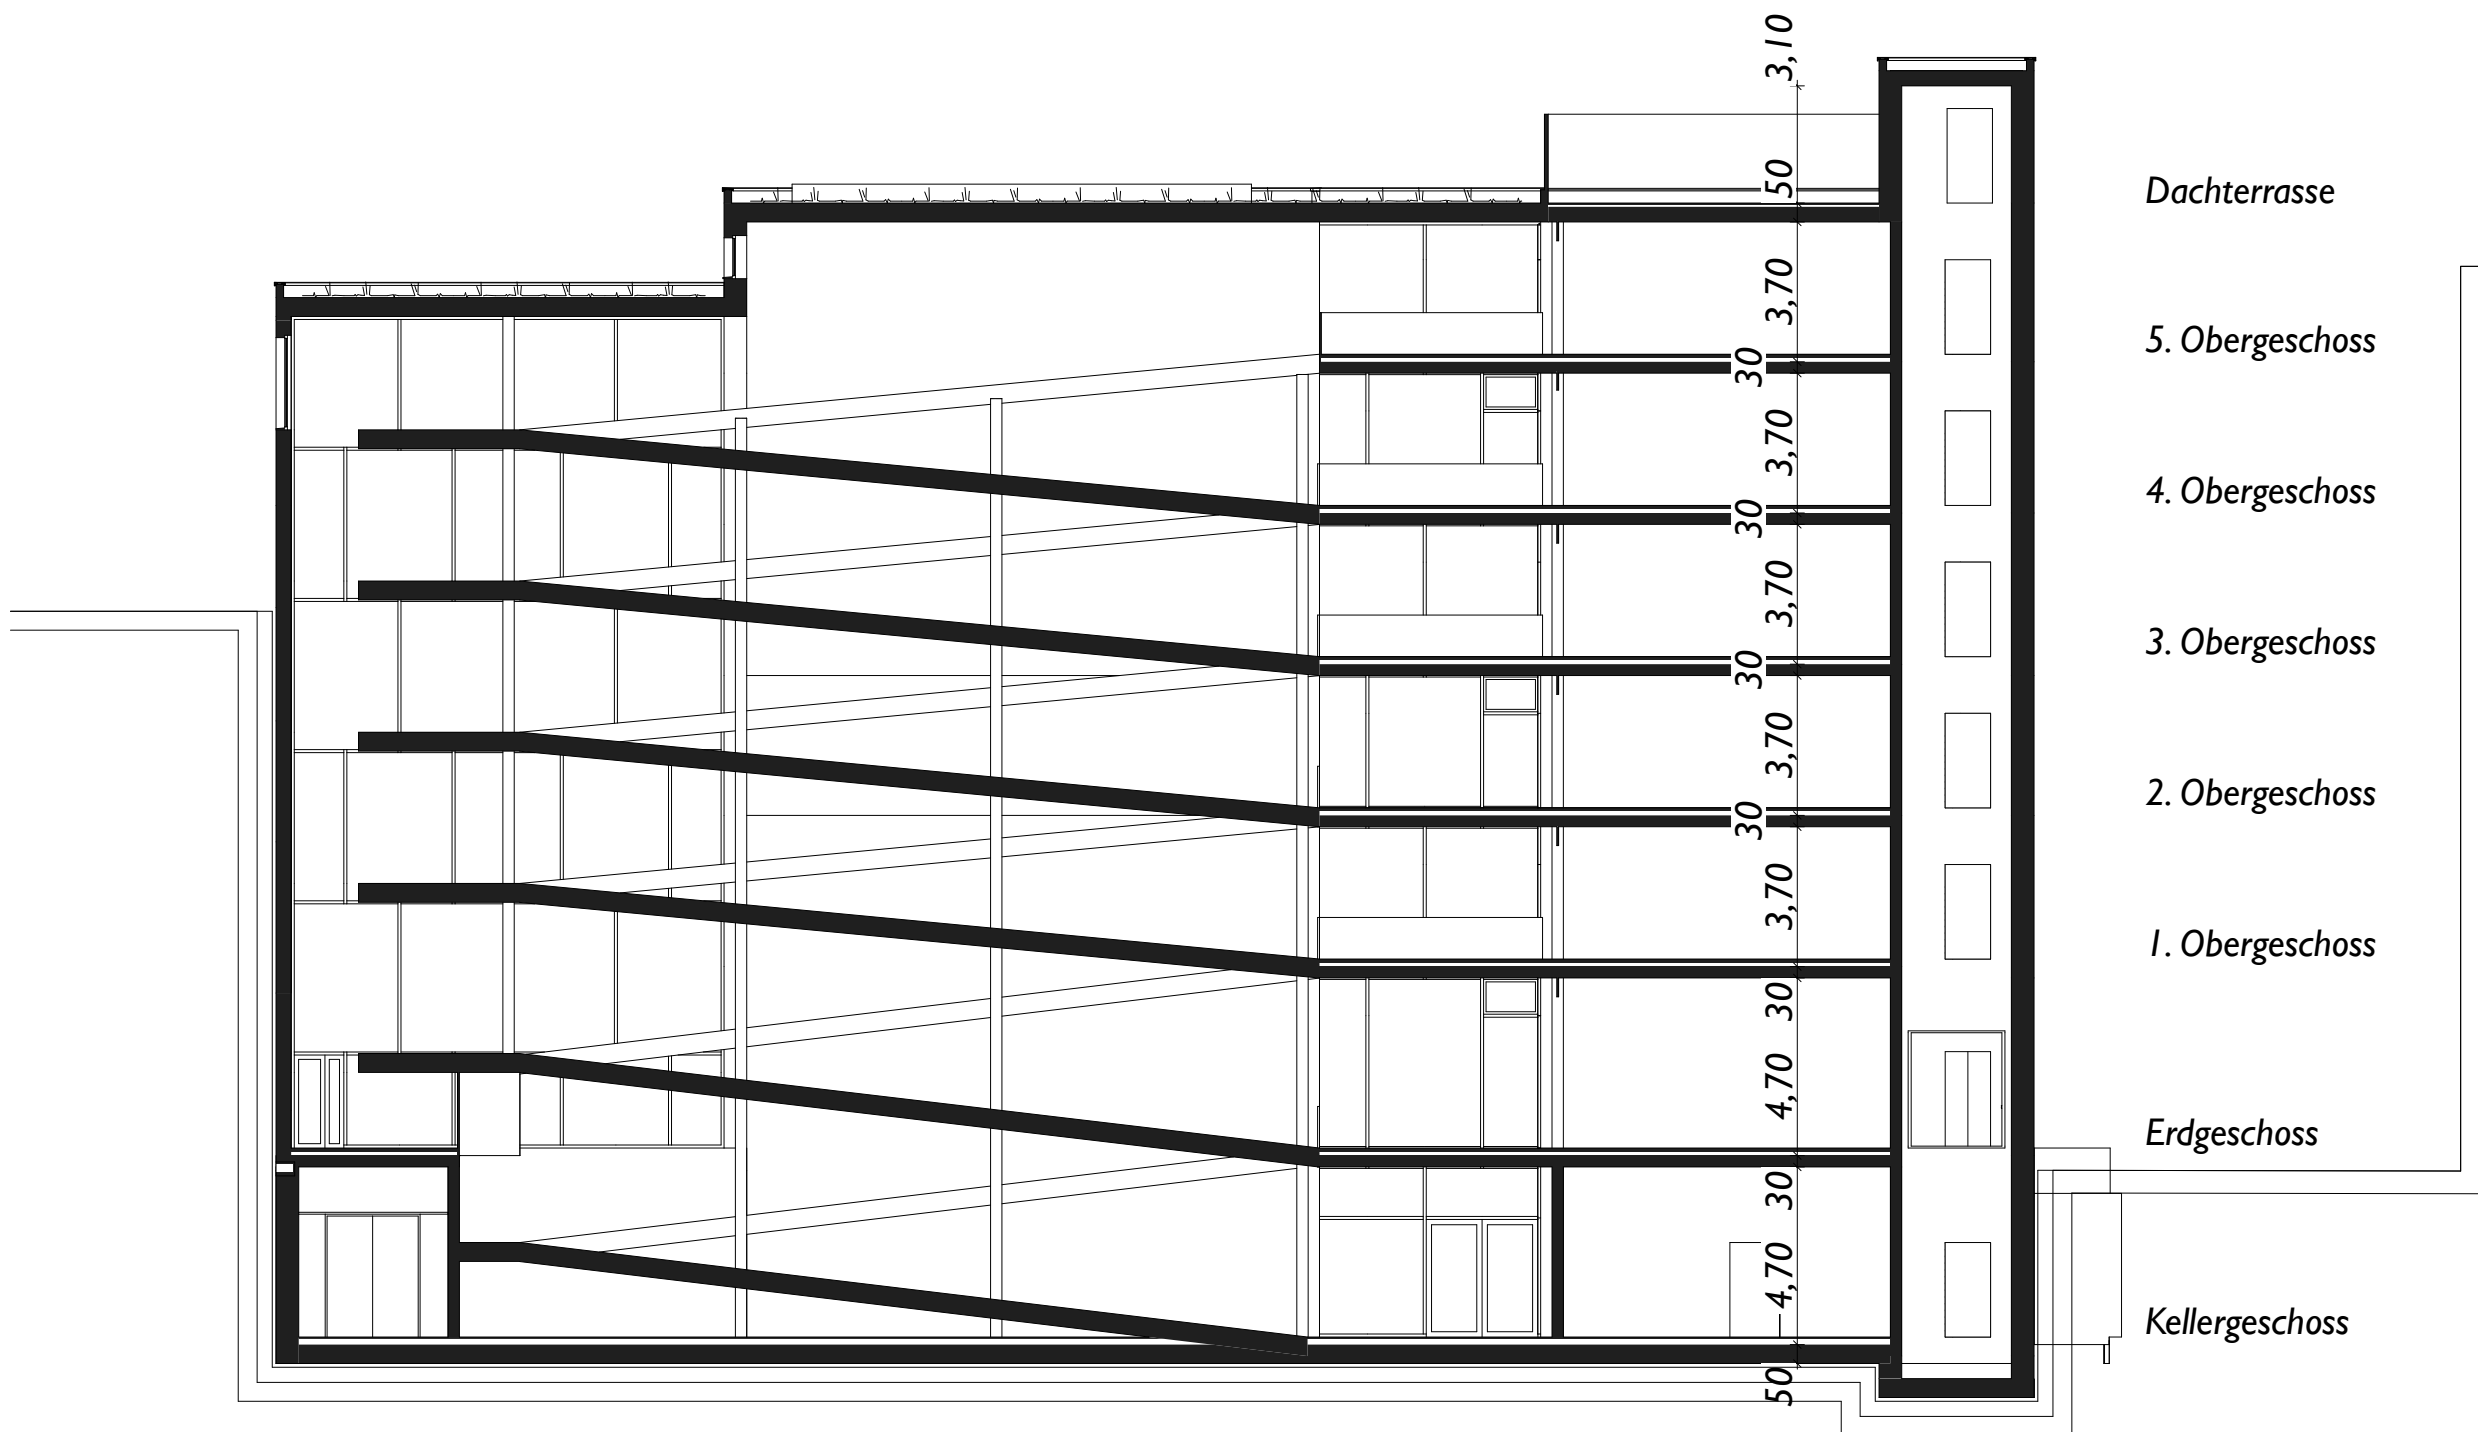 3,10
50
Dachterrasse
3,70
5. Obergeschoss
30
3,70
4. Obergeschoss
30
3,70
3. Obergeschoss
30
3,70
2. Obergeschoss
30
3,70
1. Obergeschoss
30
4,70
Erdgeschoss
30
4,70
Kellergeschoss
50